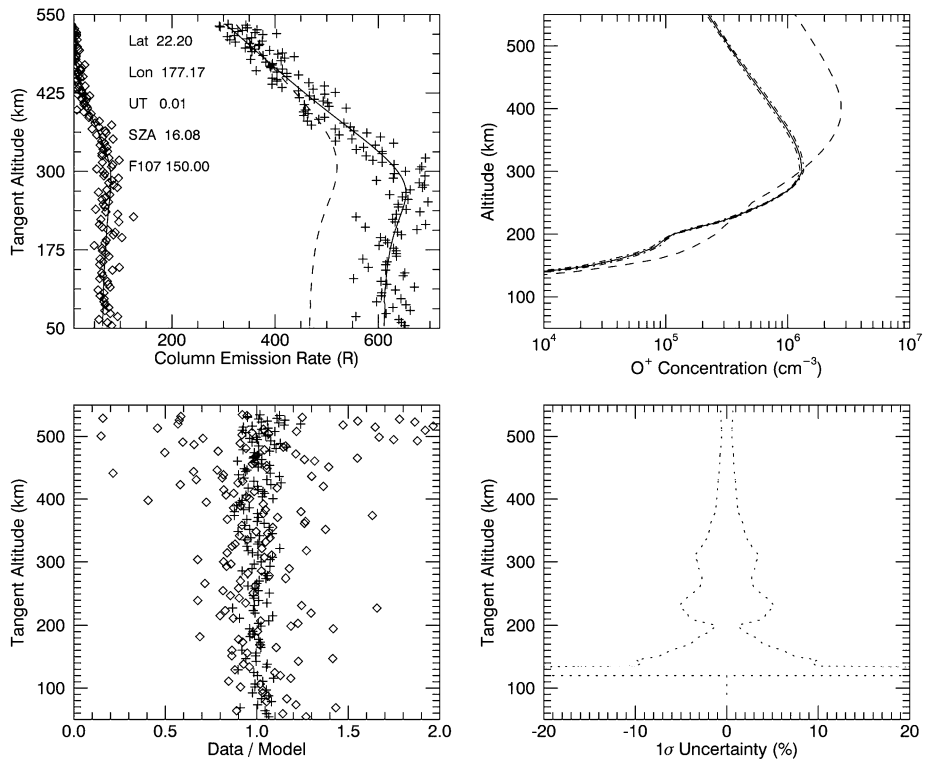 550
425
300
175
50
Tangent Altitude (km)
Lat 22.20
Lon 177.17
UT 0.01
SZA 16.08
F107 150.00
200 400 600
Column Emission Rate (R)
500
400
300
200
100
Altitude (km)
10^4 10^5 10^6 10^7
O^+ Concentration (cm^−3)
500
400
300
200
100
Tangent Altitude (km)
0.0 0.5 1.0 1.5 2.0
Data / Model
500
400
300
200
100
Tangent Altitude (km)
-20 -10 0 10 20
1σ Uncertainty (%)